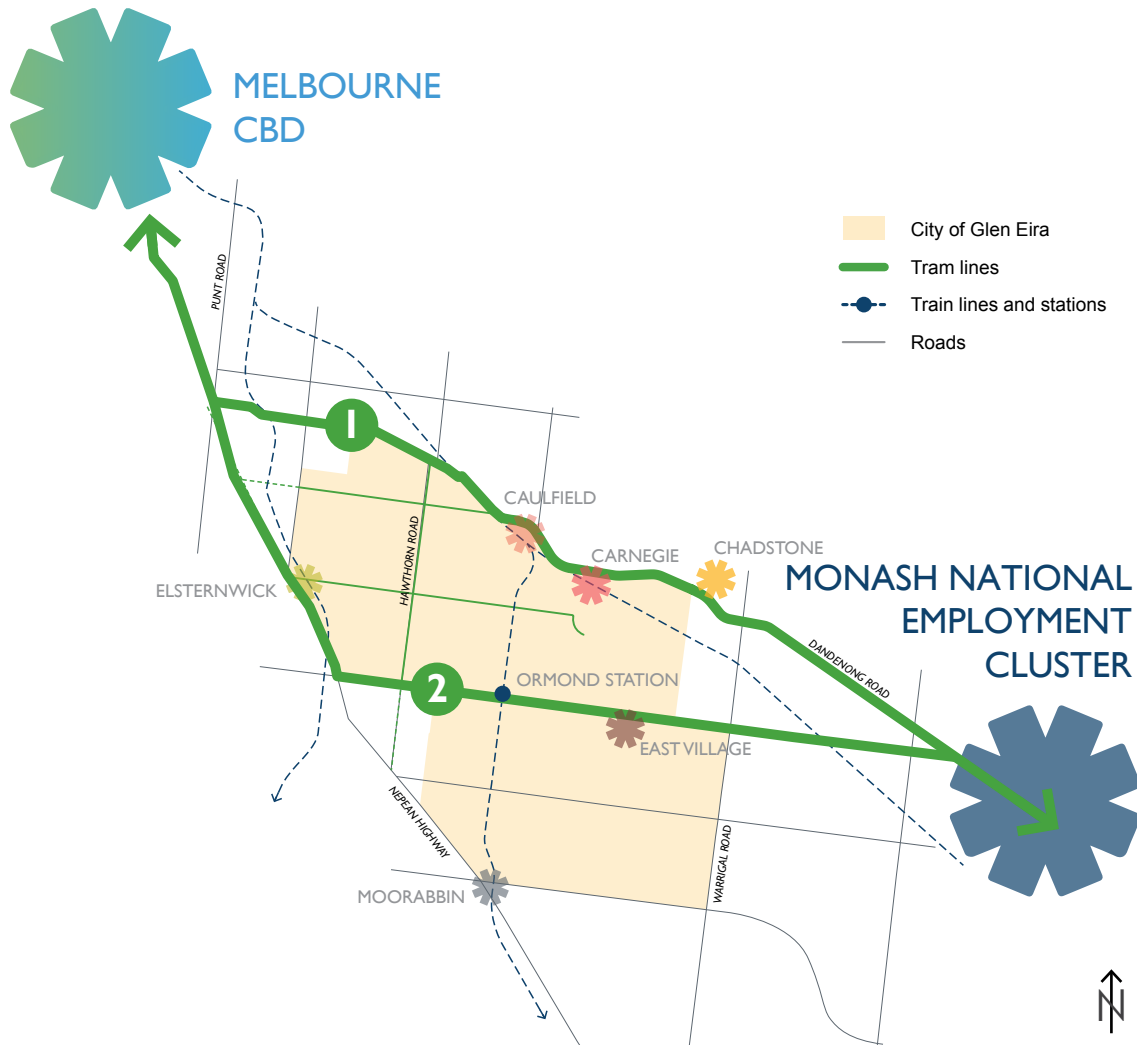 MELBOURNE
CBD
City of Glen Eira
Tram lines
Train lines and stations
Roads
PUNT ROAD
1
CAULFIELD
CARNEGIE
CHADSTONE
HAWTHORN ROAD
ELSTERNWICK
MONASH NATIONAL
EMPLOYMENT
CLUSTER
DANDENONG ROAD
ORMOND STATION
2
EAST VILLAGE
NEPEAN HIGHWAY
WARRIGAL ROAD
MOORABBIN
N